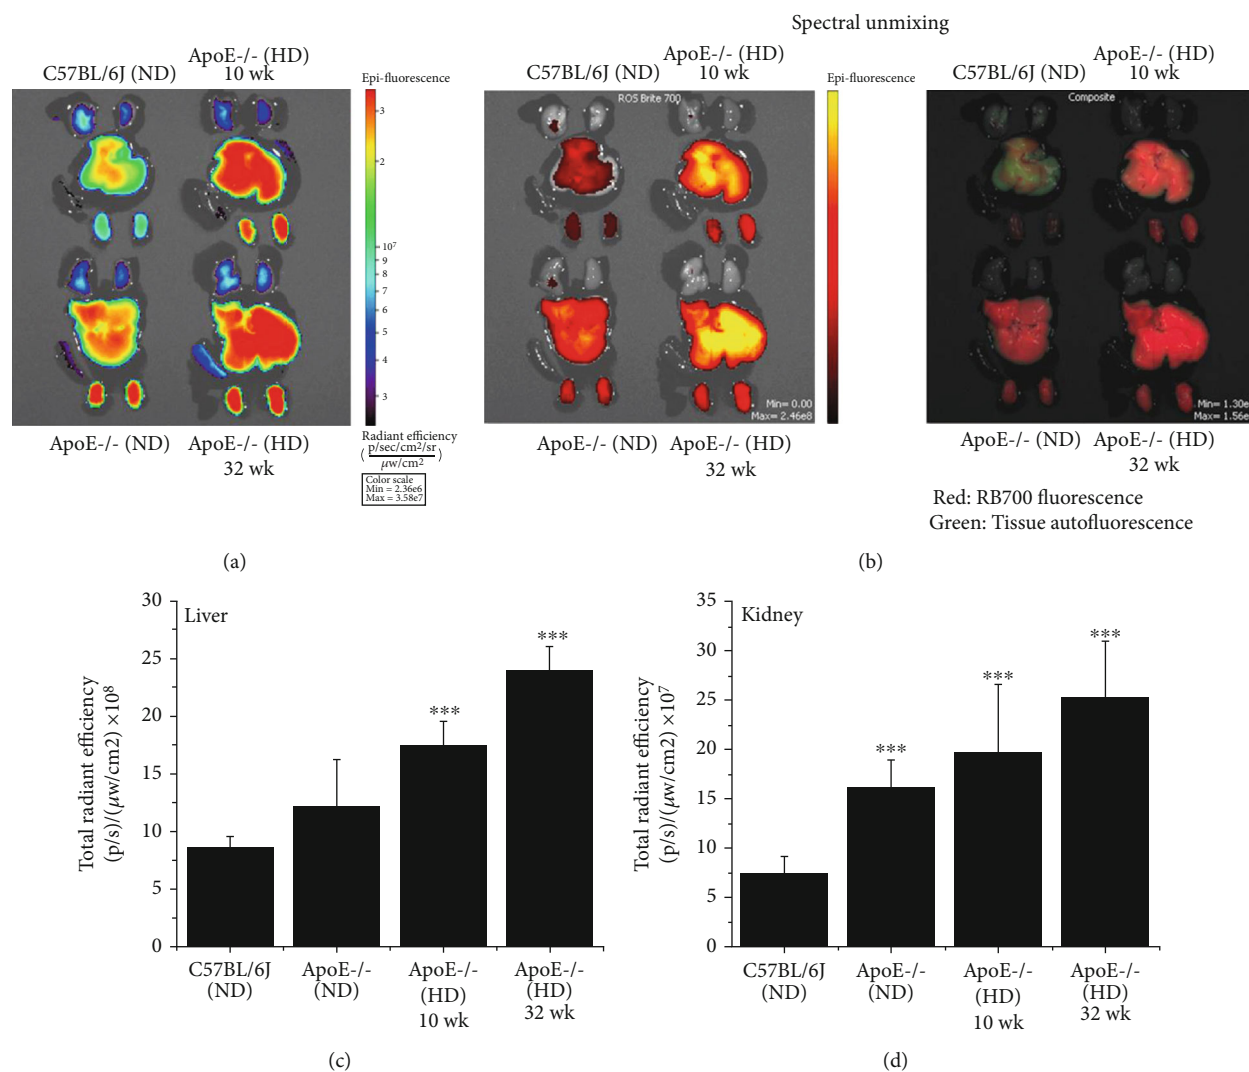 Spectral unmixing
C57BL/6J (ND)
ApoE-/- (HD)
10 wk
Epi-fluorescence
3
2
10⁷
9
8
7
6
5
4
3
ApoE-/- (ND)
ApoE-/- (HD)
32 wk
Radiant efficiency
( p/sec/cm²/sr
μw/cm² )
Color scale
Min = 2.36e6
Max = 3.58e7
(a)
C57BL/6J (ND)
ApoE-/- (HD)
10 wk
Epi-fluorescence
ROS Brite 700
Min= 0.00
Max= 2.46e8
ApoE-/- (ND)
ApoE-/- (HD)
32 wk
C57BL/6J (ND)
ApoE-/- (HD)
10 wk
Composite
Min= 1.30e
Max= 1.56e
ApoE-/- (ND)
ApoE-/- (HD)
32 wk
Red: RB700 fluorescence
Green: Tissue autofluorescence
(b)
Liver
Total radiant efficiency
(p/s)/(μw/cm2) ×10⁸
30
25
20
15
10
5
0
***
***
C57BL/6J
(ND)
ApoE-/-
(ND)
ApoE-/-
(HD)
10 wk
ApoE-/-
(HD)
32 wk
(c)
Kidney
Total radiant efficiency
(p/s)/(μw/cm2) ×10⁷
35
30
25
20
15
10
5
0
***
***
***
C57BL/6J
(ND)
ApoE-/-
(ND)
ApoE-/-
(HD)
10 wk
ApoE-/-
(HD)
32 wk
(d)